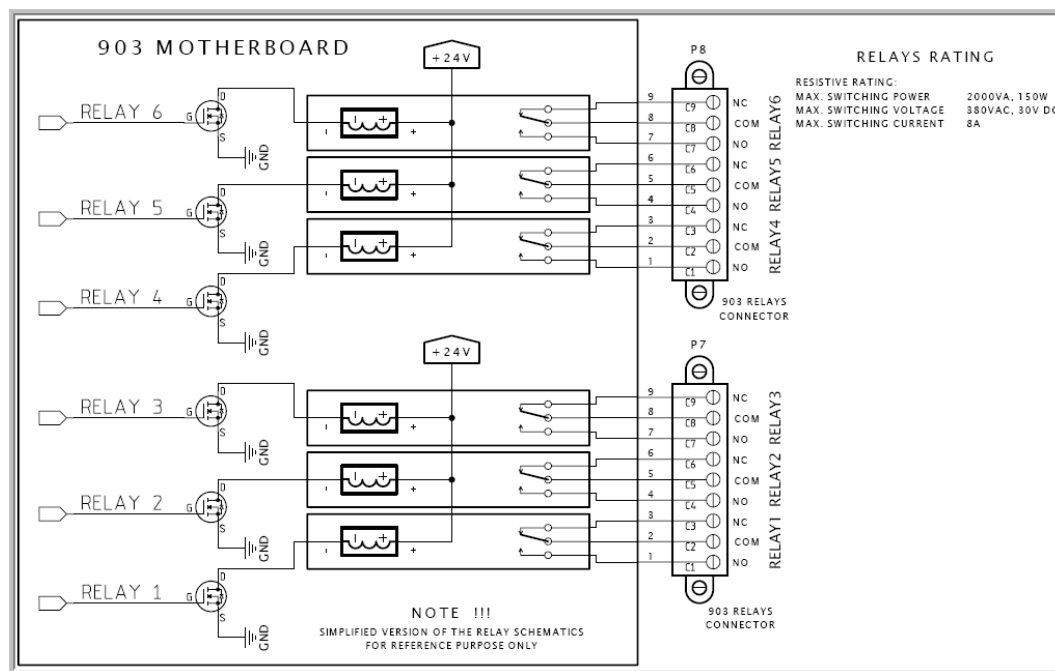 903 MOTHERBOARD
+24V
RELAY 6
G
D
S
GND
RELAY 5
G
D
S
GND
RELAY 4
G
D
S
GND
- +
- +
- +
- +
- +
- +
P8
9 C9 NC
8 C8 COM
7 C7 NO
6 C6 NC
5 C5 COM
4 C4 NO
3 C3 NC
2 C2 COM
1 C1 NO
RELAY4 RELAY5 RELAY6
903 RELAYS
CONNECTOR
RELAYS RATING
RESISTIVE RATING:
MAX. SWITCHING POWER 2000VA, 150W
MAX. SWITCHING VOLTAGE 380VAC, 30V DC
MAX. SWITCHING CURRENT 8A
+24V
RELAY 3
G
D
S
GND
RELAY 2
G
D
S
GND
RELAY 1
G
D
S
GND
- +
- +
- +
- +
- +
- +
P7
9 C9 NC
8 C8 COM
7 C7 NO
6 C6 NC
5 C5 COM
4 C4 NO
3 C3 NC
2 C2 COM
1 C1 NO
RELAY1 RELAY2 RELAY3
903 RELAYS
CONNECTOR
NOTE !!!
SIMPLIFIED VERSION OF THE RELAY SCHEMATICS
FOR REFERENCE PURPOSE ONLY